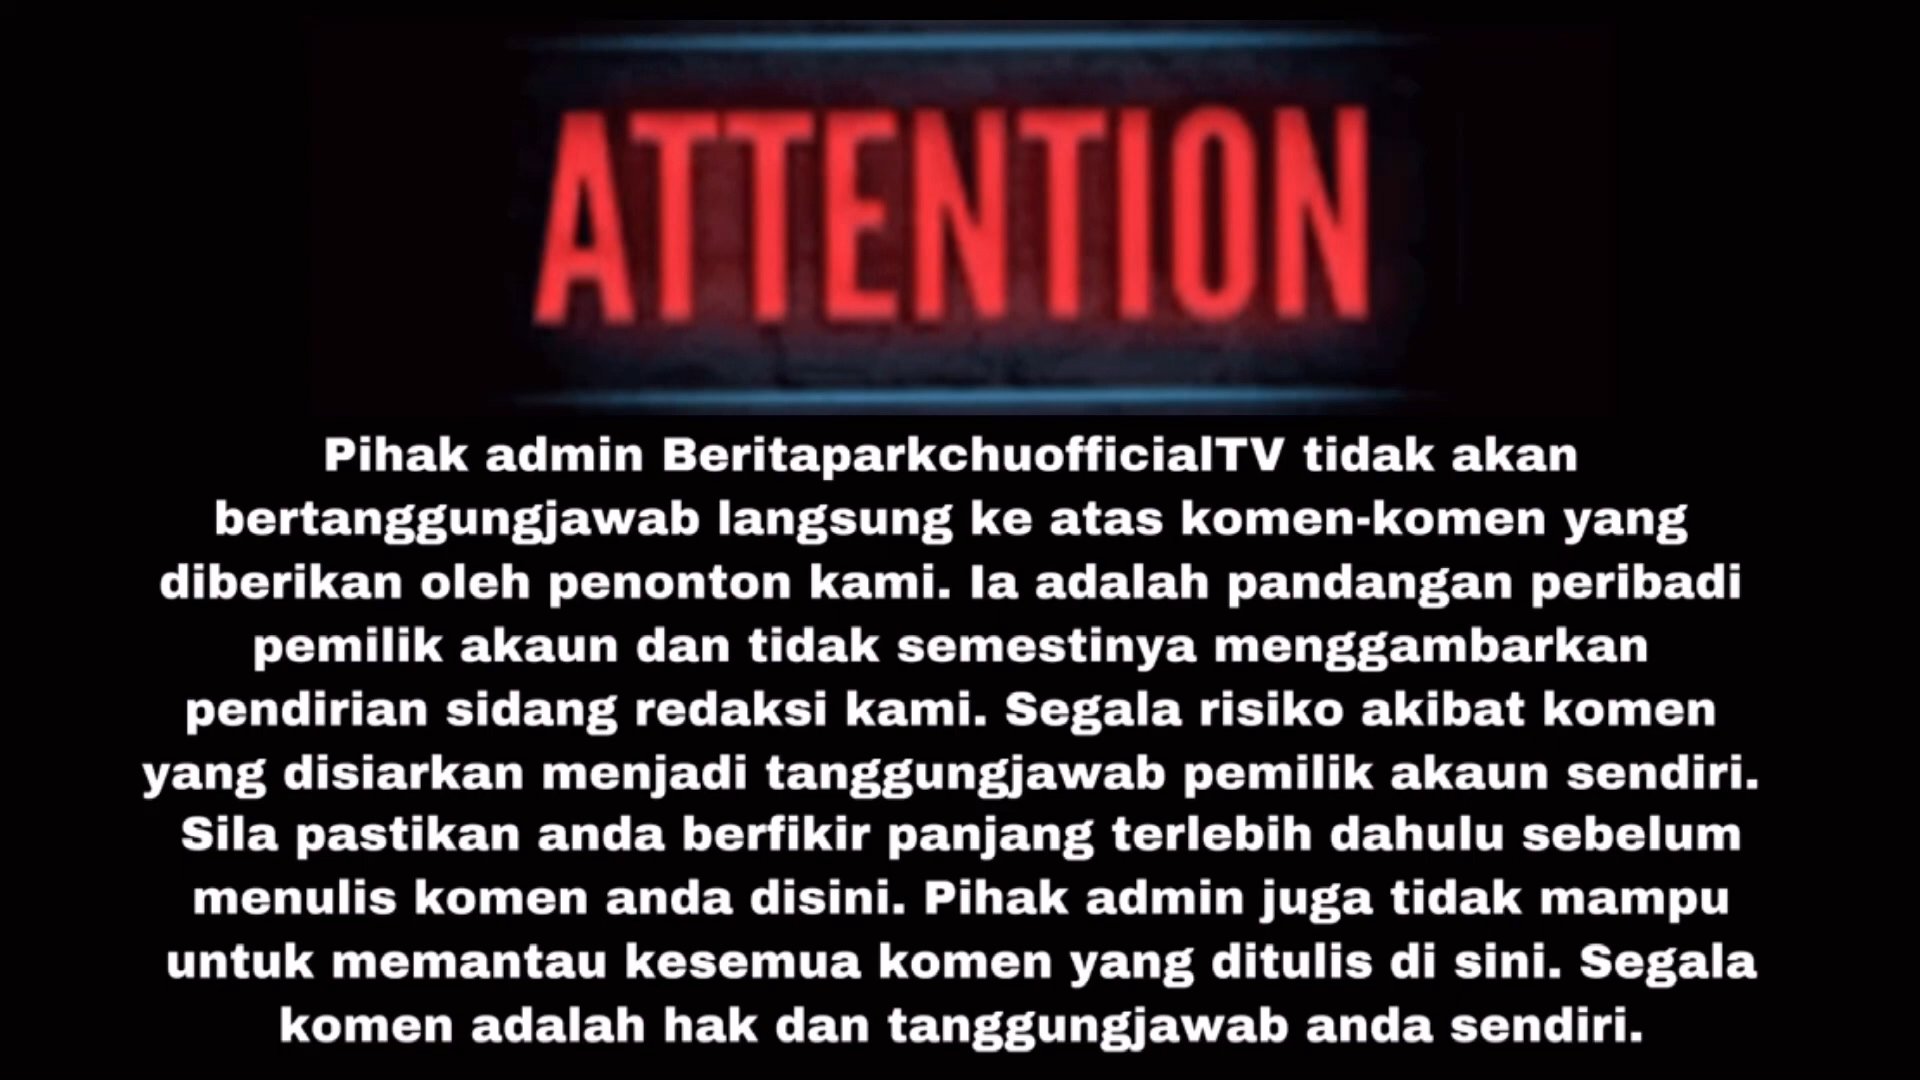 ATTENTION
Pihak admin BeritaparkchuofficialTV tidak akan
bertanggungjawab langsung ke atas komen-komen yang
diberikan oleh penonton kami. Ia adalah pandangan peribadi
pemilik akaun dan tidak semestinya menggambarkan
pendirian sidang redaksi kami. Segala risiko akibat komen
yang disiarkan menjadi tanggungjawab pemilik akaun sendiri.
Sila pastikan anda berfikir panjang terlebih dahulu sebelum
menulis komen anda disini. Pihak admin juga tidak mampu
untuk memantau kesemua komen yang ditulis di sini. Segala
komen adalah hak dan tanggungjawab anda sendiri.